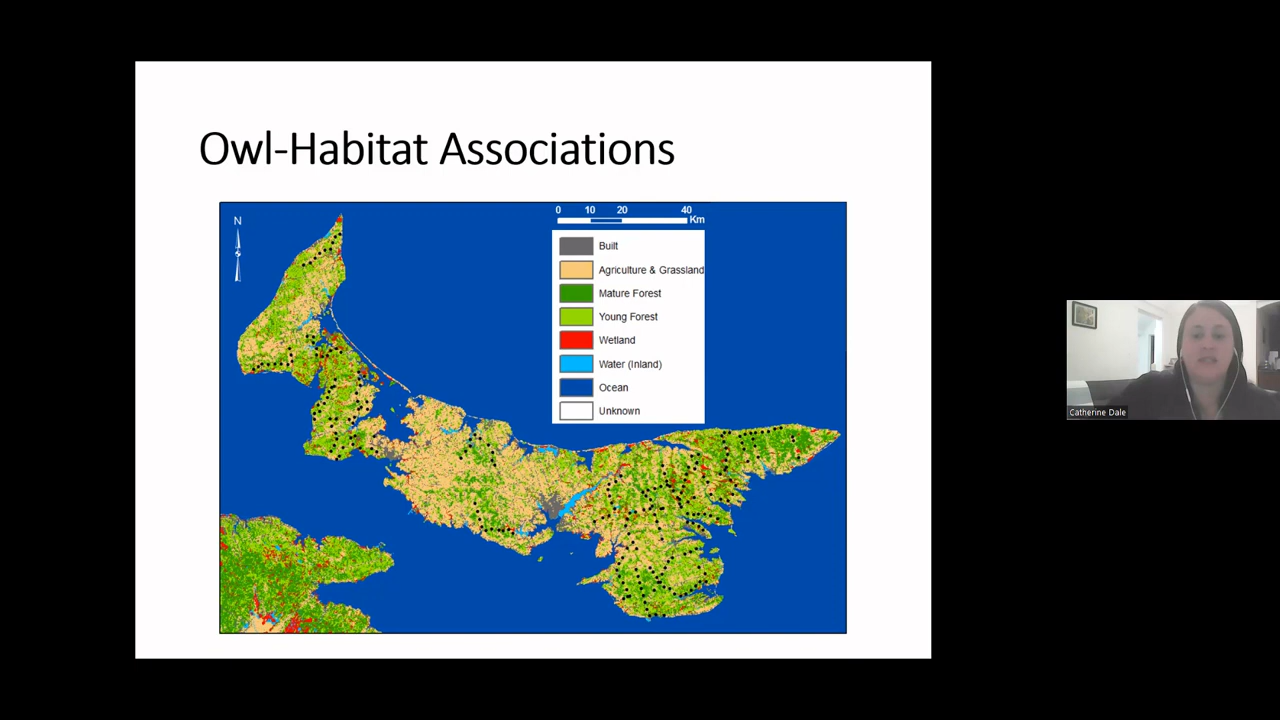 Owl-Habitat Associations
N
0 10 20 40
Km
Built
Agriculture & Grassland
Mature Forest
Young Forest
Wetland
Water (Inland)
Ocean
Unknown
Catherine Dale